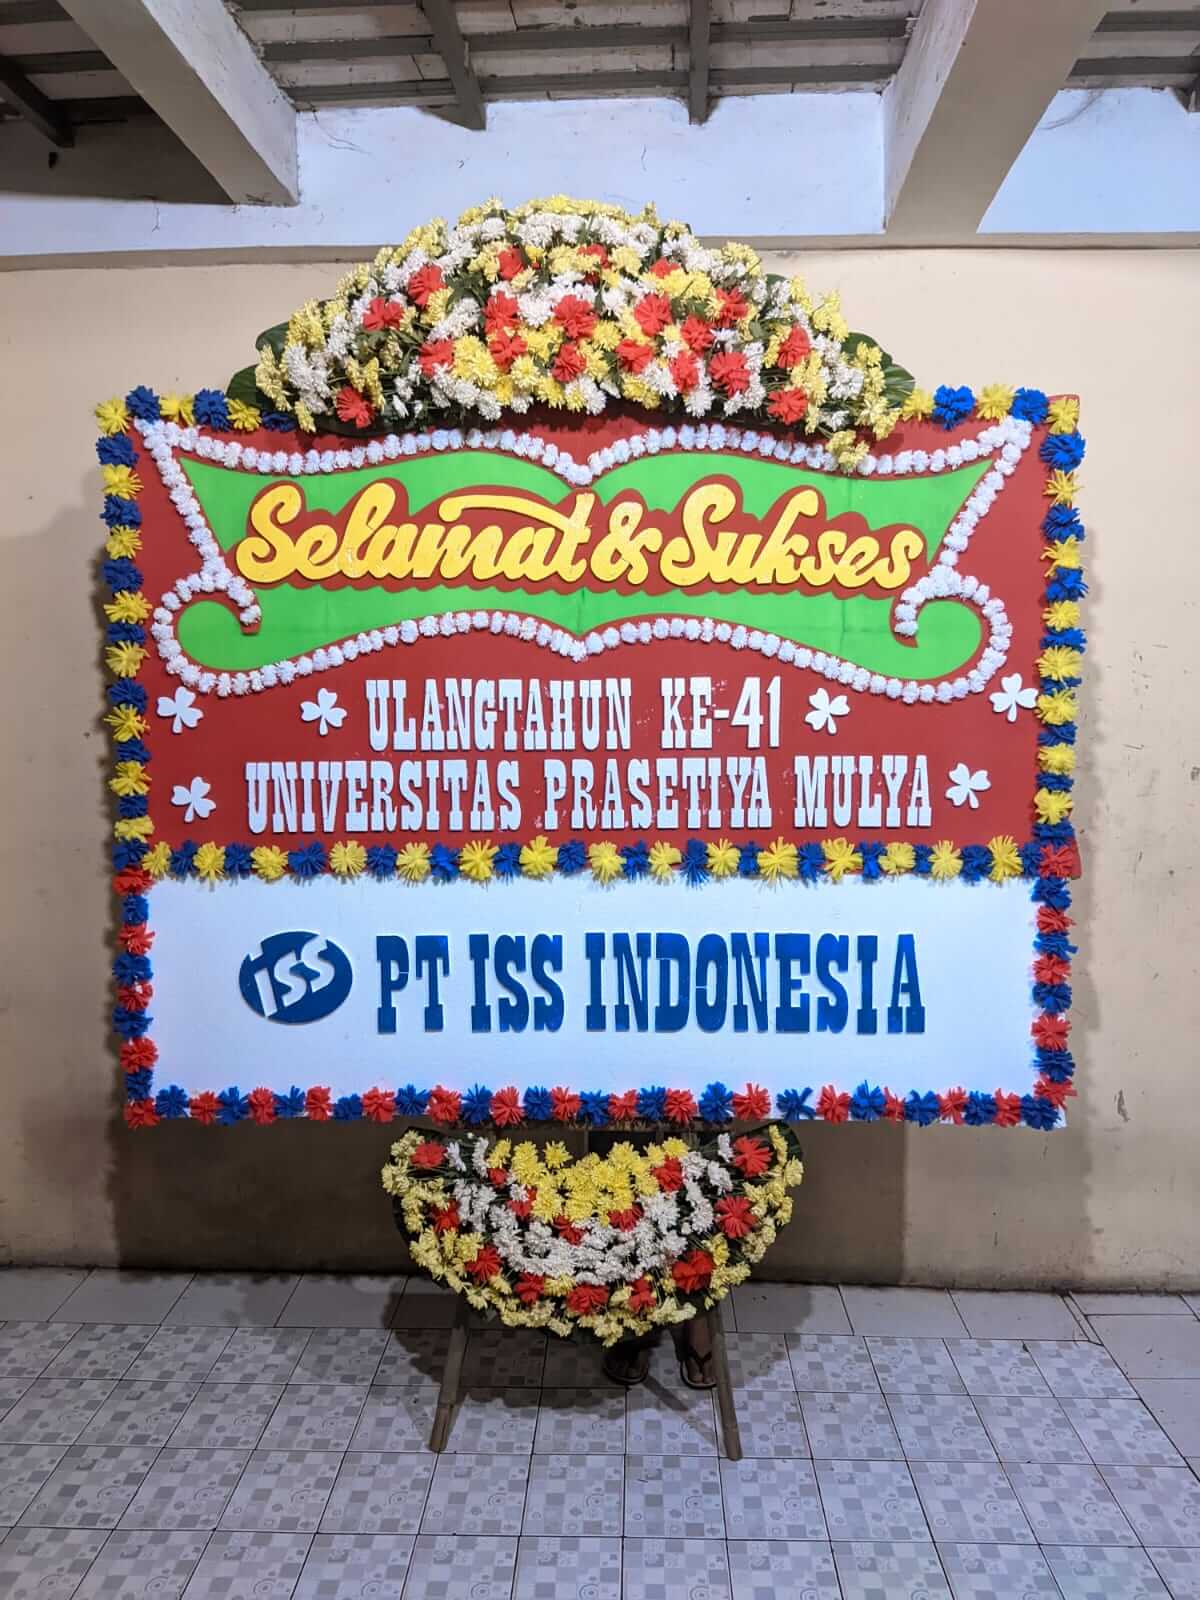 Selamat & Sukses
ULANGTAHUN KE-41
UNIVERSITAS PRASETIYA MULYA
ISS PT ISS INDONESIA